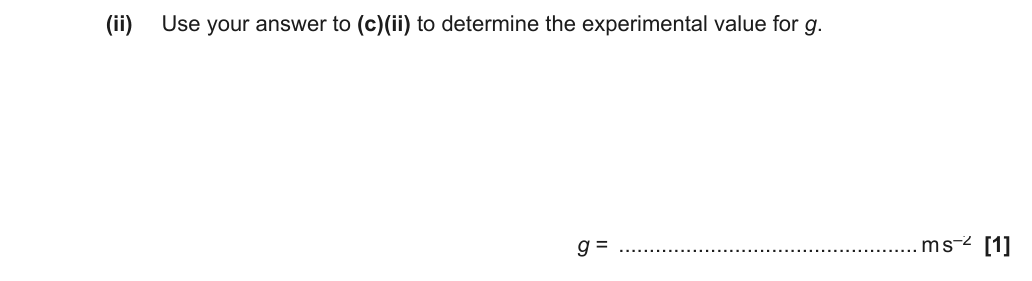 (ii) Use your answer to (c)(ii) to determine the experimental value for g.
g = ................................................. m s⁻² [1]